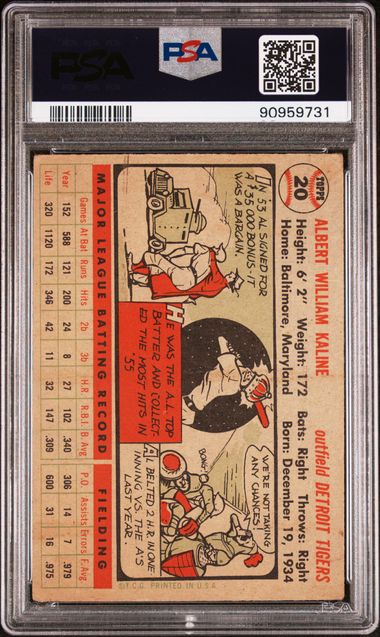 PSA
PSA
90959731
TOPPS
20
ALBERT WILLIAM KALINE outfield DETROIT TIGERS
Height: 6' 2" Weight: 172 Bats: Right Throws: Right
Home: Baltimore, Maryland Born: December 19, 1934
IN '53 AL SIGNED FOR
A $35,000 BONUS. IT
WAS A BARGAIN.
HE WAS THE A.L. TOP
BATTER AND COLLECT-
ED THE MOST HITS IN
'55
WE'RE NOT
TAKING
ANY CHANCES!
BONG
AL BELTED 2 H.R. IN ONE
INNING VS. THE A'S
LAST YEAR.
MAJOR LEAGUE BATTING RECORD FIELDING
Games At Bat Runs Hits 2b 3b H.R. R.B.I. B. Avg P.O. Assists Errors F. Avg
Year 152 588 121 200 24 8 27 102 .340 306 14 7 .979
Life 320 1120 172 346 42 11 32 147 .309 600 31 16 .975
©T.C.G. PRINTED IN U.S.A.